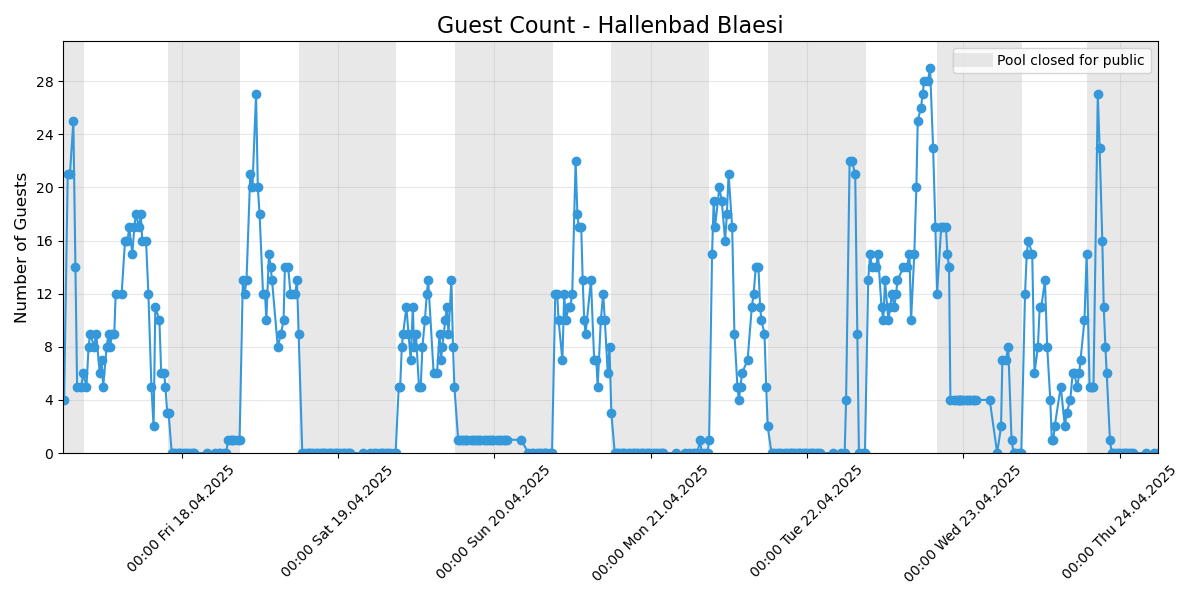 Guest Count - Hallenbad Blaesi
Pool closed for public
Number of Guests
28
24
20
16
12
8
4
0
00:00 Fri 18.04.2025
00:00 Sat 19.04.2025
00:00 Sun 20.04.2025
00:00 Mon 21.04.2025
00:00 Tue 22.04.2025
00:00 Wed 23.04.2025
00:00 Thu 24.04.2025